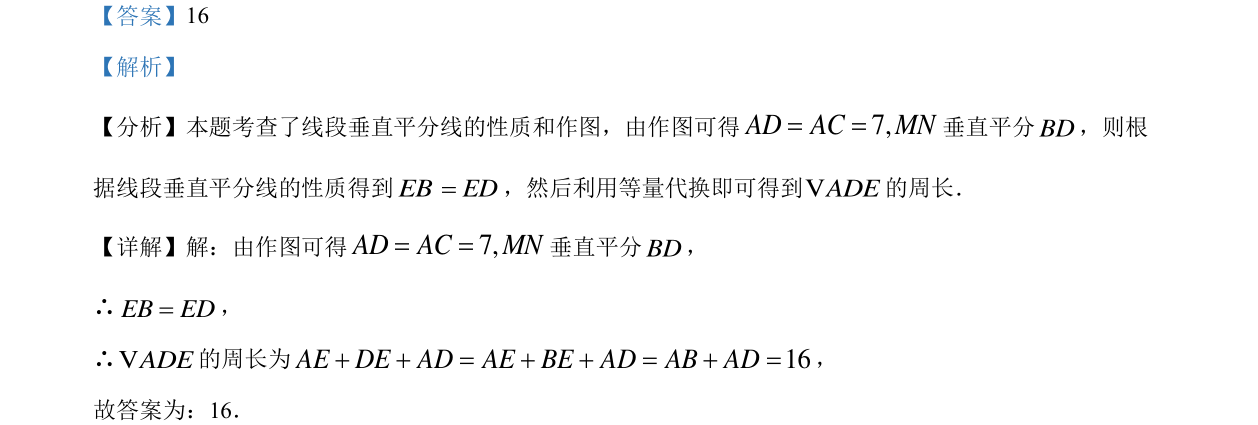 【答案】16
【解析】
【分析】本题考查了线段垂直平分线的性质和作图，由作图可得 AD = AC = 7, MN 垂直平分 BD，则根
据线段垂直平分线的性质得到 EB = ED，然后利用等量代换即可得到VADE 的周长．
【详解】解：由作图可得 AD = AC = 7, MN 垂直平分 BD，
∴ EB = ED，
∴ VADE 的周长为 AE + DE + AD = AE + BE + AD = AB + AD = 16，
故答案为：16．